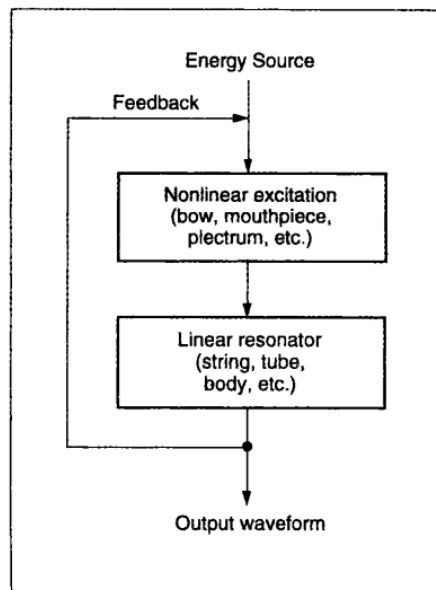 Energy Source
Feedback
Nonlinear excitation
(bow, mouthpiece,
plectrum, etc.)
Linear resonator
(string, tube,
body, etc.)
Output waveform